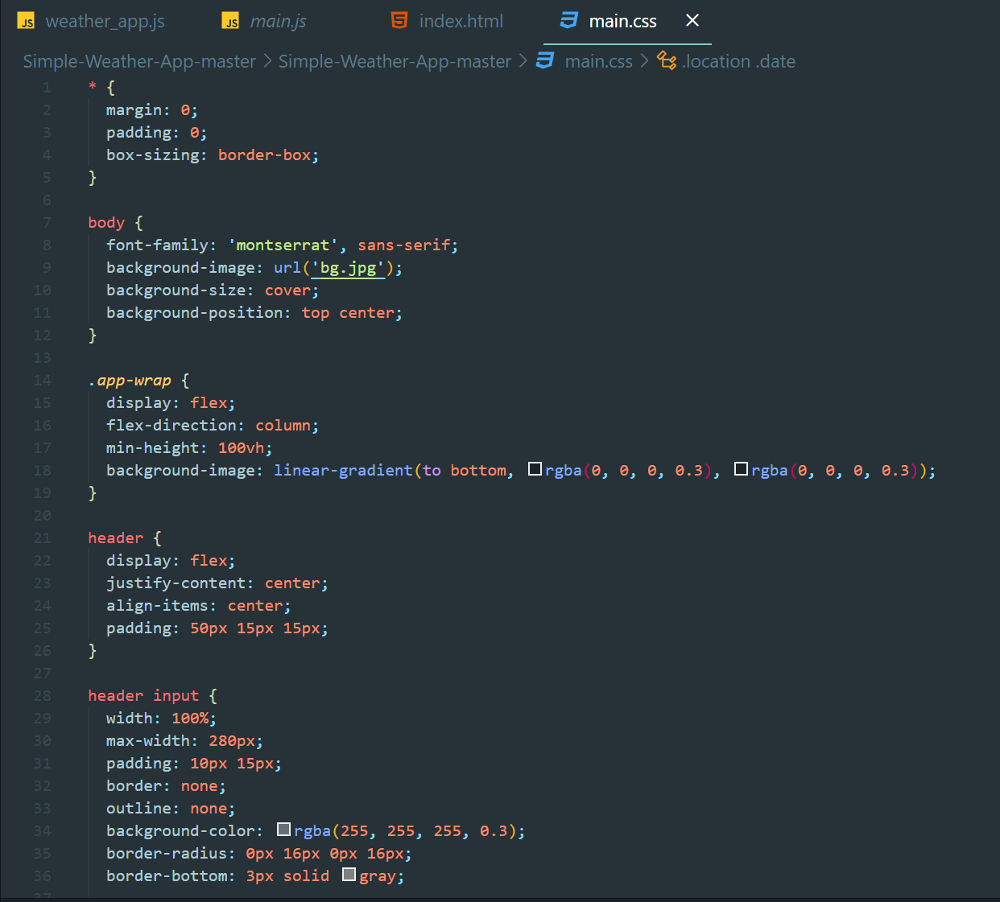 JS weather_app.js JS main.js index.html main.css ×
Simple-Weather-App-master > Simple-Weather-App-master > main.css > .location .date
1 * {
2 margin: 0;
3 padding: 0;
4 box-sizing: border-box;
5 }
6
7 body {
8 font-family: 'montserrat', sans-serif;
9 background-image: url('bg.jpg');
10 background-size: cover;
11 background-position: top center;
12 }
13
14 .app-wrap {
15 display: flex;
16 flex-direction: column;
17 min-height: 100vh;
18 background-image: linear-gradient(to bottom, rgba(0, 0, 0, 0.3), rgba(0, 0, 0, 0.3));
19 }
20
21 header {
22 display: flex;
23 justify-content: center;
24 align-items: center;
25 padding: 50px 15px 15px;
26 }
27
28 header input {
29 width: 100%;
30 max-width: 280px;
31 padding: 10px 15px;
32 border: none;
33 outline: none;
34 background-color: rgba(255, 255, 255, 0.3);
35 border-radius: 0px 16px 0px 16px;
36 border-bottom: 3px solid gray;
37